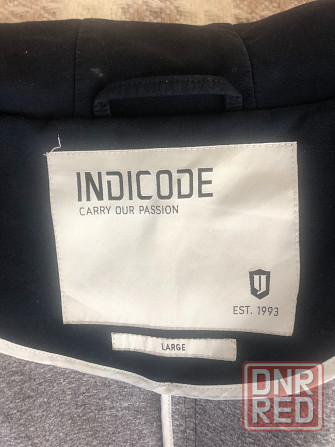 INDICODE
CARRY OUR PASSION
EST. 1993
LARGE
DNR
RED